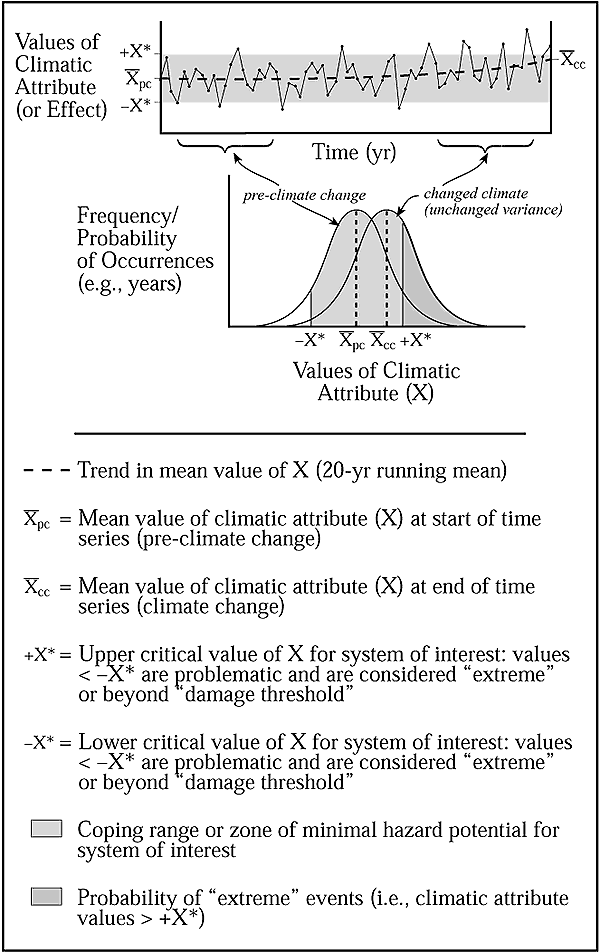 Values of
Climatic
Attribute
(or Effect)
+X*
X̅pc
–X*
X̅cc
Time (yr)
pre-climate change
changed climate
(unchanged variance)
Frequency/
Probability
of Occurrences
(e.g., years)
–X* X̅pc X̅cc +X*
Values of Climatic
Attribute (X)
Trend in mean value of X (20-yr running mean)
X̅pc = Mean value of climatic attribute (X) at start of time
series (pre-climate change)
X̅cc = Mean value of climatic attribute (X) at end of time
series (climate change)
+X* = Upper critical value of X for system of interest: values
< –X* are problematic and are considered “extreme”
or beyond “damage threshold”
–X* = Lower critical value of X for system of interest: values
< –X* are problematic and are considered “extreme”
or beyond “damage threshold”
Coping range or zone of minimal hazard potential for
system of interest
Probability of “extreme” events (i.e., climatic attribute
values > +X*)